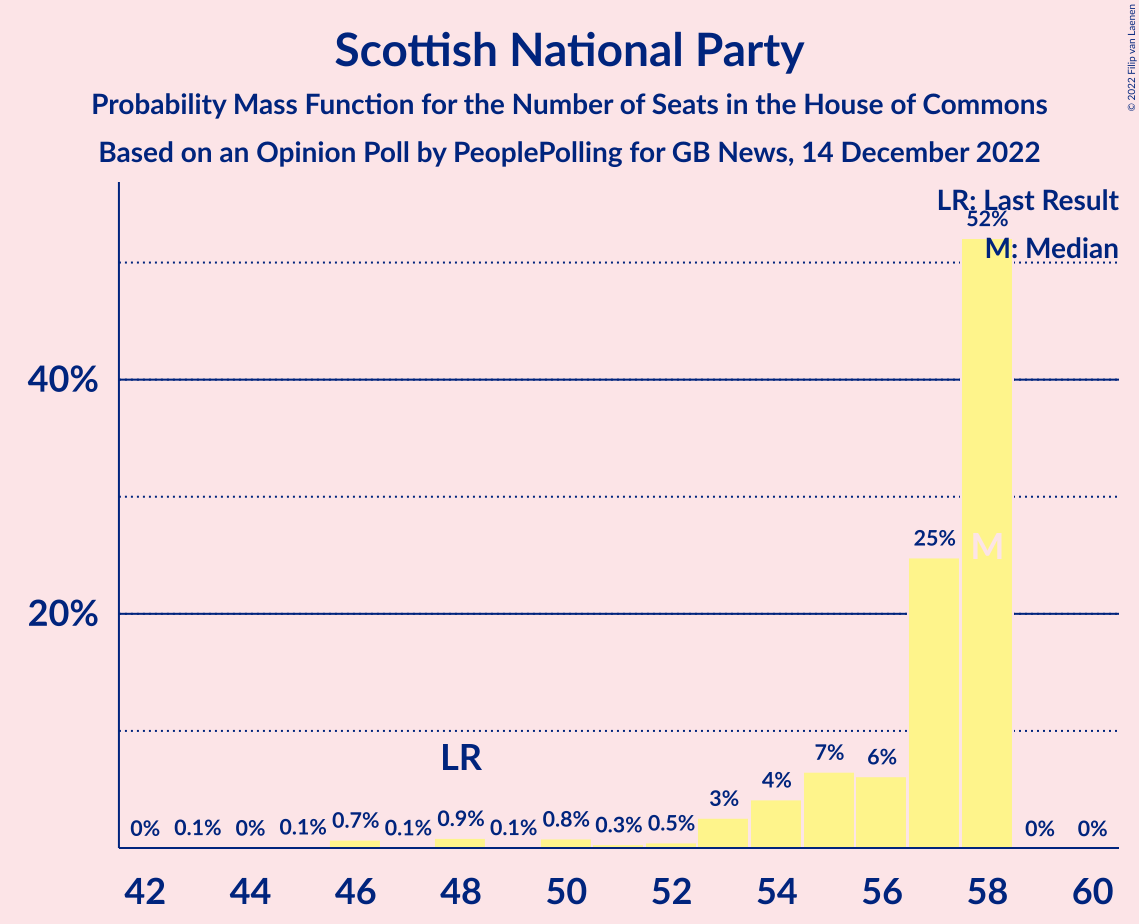 Scottish National Party
Probability Mass Function for the Number of Seats in the House of Commons
Based on an Opinion Poll by PeoplePolling for GB News, 14 December 2022
© 2022 Filip van Laenen
LR: Last Result
M: Median
40%
20%
0%
0.1%
0%
0.1%
0.7%
0.1%
0.9%
0.1%
0.8%
0.3%
0.5%
3%
4%
7%
6%
25%
52%
0%
0%
LR
M
42 44 46 48 50 52 54 56 58 60